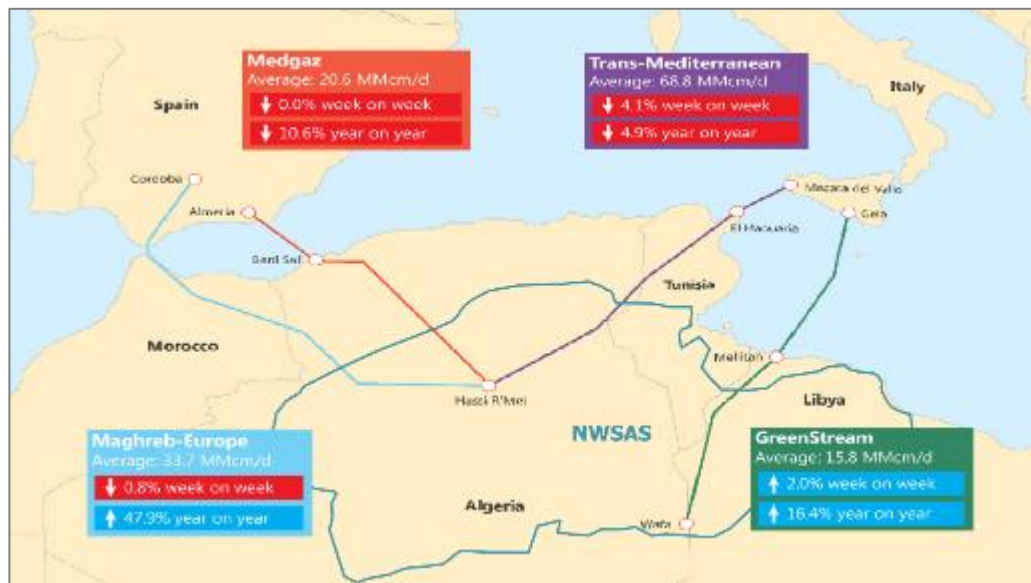 Medgaz
Average: 20.6 MMcm/d
0.0% week on week
10.6% year on year
Trans-Mediterranean
Average: 68.8 MMcm/d
4.1% week on week
4.9% year on year
Italy
Spain
Cordoba
Almeria
Mazara del Vallo
Gela
El Haouaria
Beni Saf
Tunisia
Morocco
Mellitah
Hassi R'Mel
Libya
NWSAS
Maghreb-Europe
Average: 33.7 MMcm/d
0.8% week on week
47.9% year on year
GreenStream
Average: 15.8 MMcm/d
2.0% week on week
16.4% year on year
Algeria
Wafa